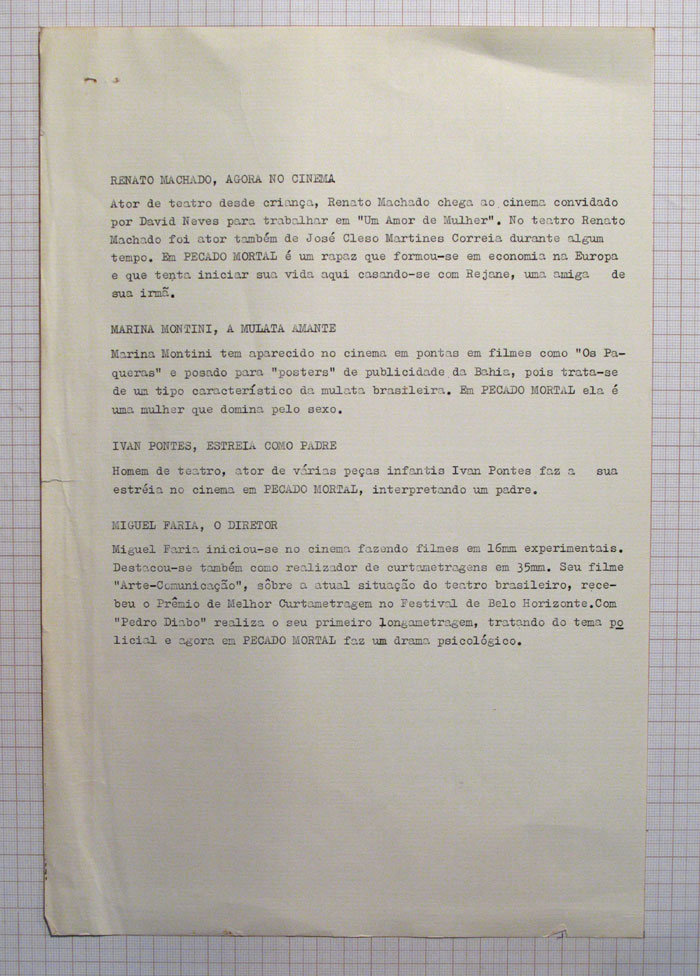 RENATO MACHADO, AGORA NO CINEMA
Ator de teatro desde criança, Renato Machado chega ao cinema convidado
por David Neves para trabalhar em "Um Amor de Mulher". No teatro Renato
Machado foi ator também de José Cleso Martines Correia durante algum
tempo. Em PECADO MORTAL é um rapaz que formou-se em economia na Europa
e que tenta iniciar sua vida aqui casando-se com Rejane, uma amiga de
sua irmã.
MARINA MONTINI, A MULATA AMANTE
Marina Montini tem aparecido no cinema em pontas em filmes como "Os Pa-
queras" e posado para "posters" de publicidade da Bahia, pois trata-se
de um tipo característico da mulata brasileira. Em PECADO MORTAL ela é
uma mulher que domina pelo sexo.
IVAN PONTES, ESTREIA COMO PADRE
Homem de teatro, ator de várias peças infantis Ivan Pontes faz a sua
estréia no cinema em PECADO MORTAL, interpretando um padre.
MIGUEL FARIA, O DIRETOR
Miguel Faria iniciou-se no cinema fazendo filmes em 16mm experimentais.
Destacou-se também como realizador de curtametragens em 35mm. Seu filme
"Arte-Comunicação", sôbre a atual situação do teatro brasileiro, rece-
beu o Prêmio de Melhor Curtametragem no Festival de Belo Horizonte.Com
"Pedro Diabo" realiza o seu primeiro longametragem, tratando do tema po
licial e agora em PECADO MORTAL faz um drama psicológico.